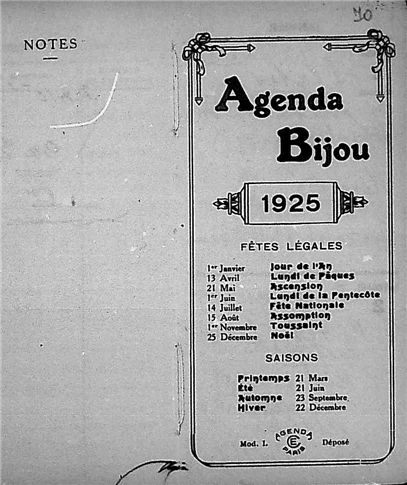 NOTES
70
Agenda
Bijou
1925
FÊTES LÉGALES
1er Janvier Jour de l'An
13 Avril Lundi de Pâques
21 Mai Ascension
1er Juin Lundi de la Pentecôte
14 Juillet Fête Nationale
15 Août Assomption
1er Novembre Toussaint
25 Décembre Noël
SAISONS
Printemps 21 Mars
Été 21 Juin
Automne 23 Septembre
Hiver 22 Décembre
Mod. I. AGENDA CE PARIS Déposé